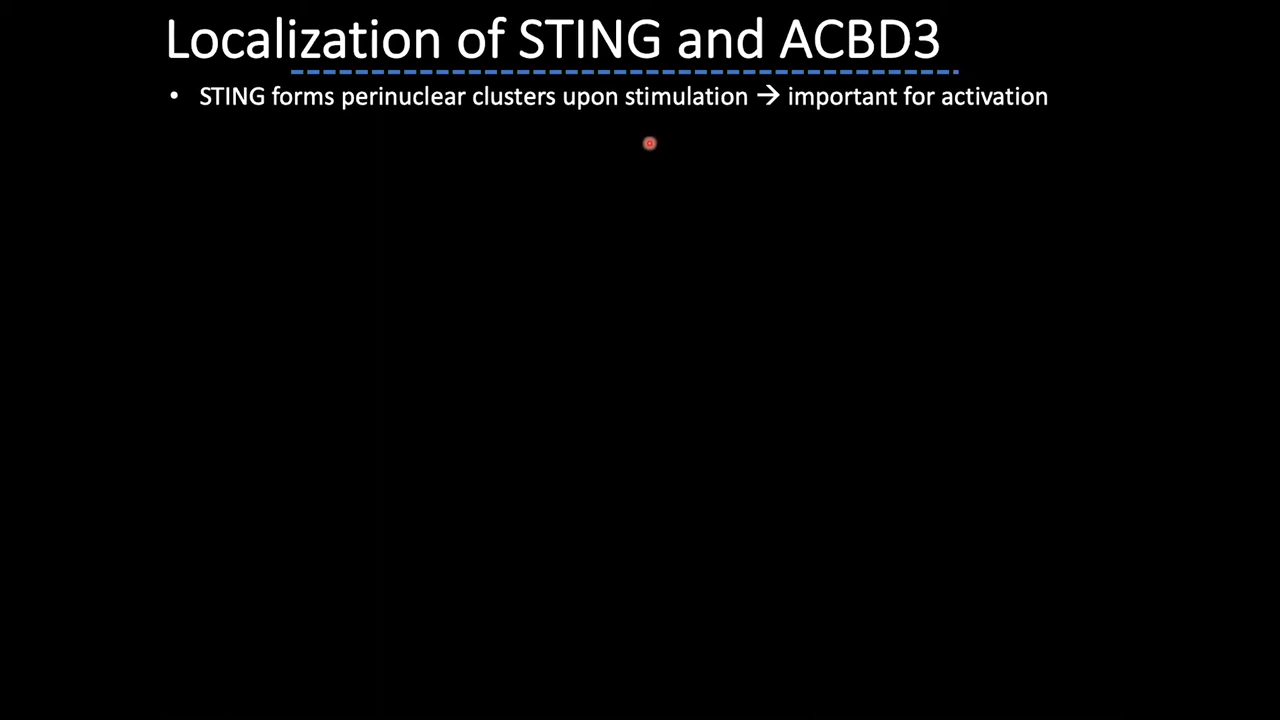 Localization of STING and ACBD3
• STING forms perinuclear clusters upon stimulation → important for activation